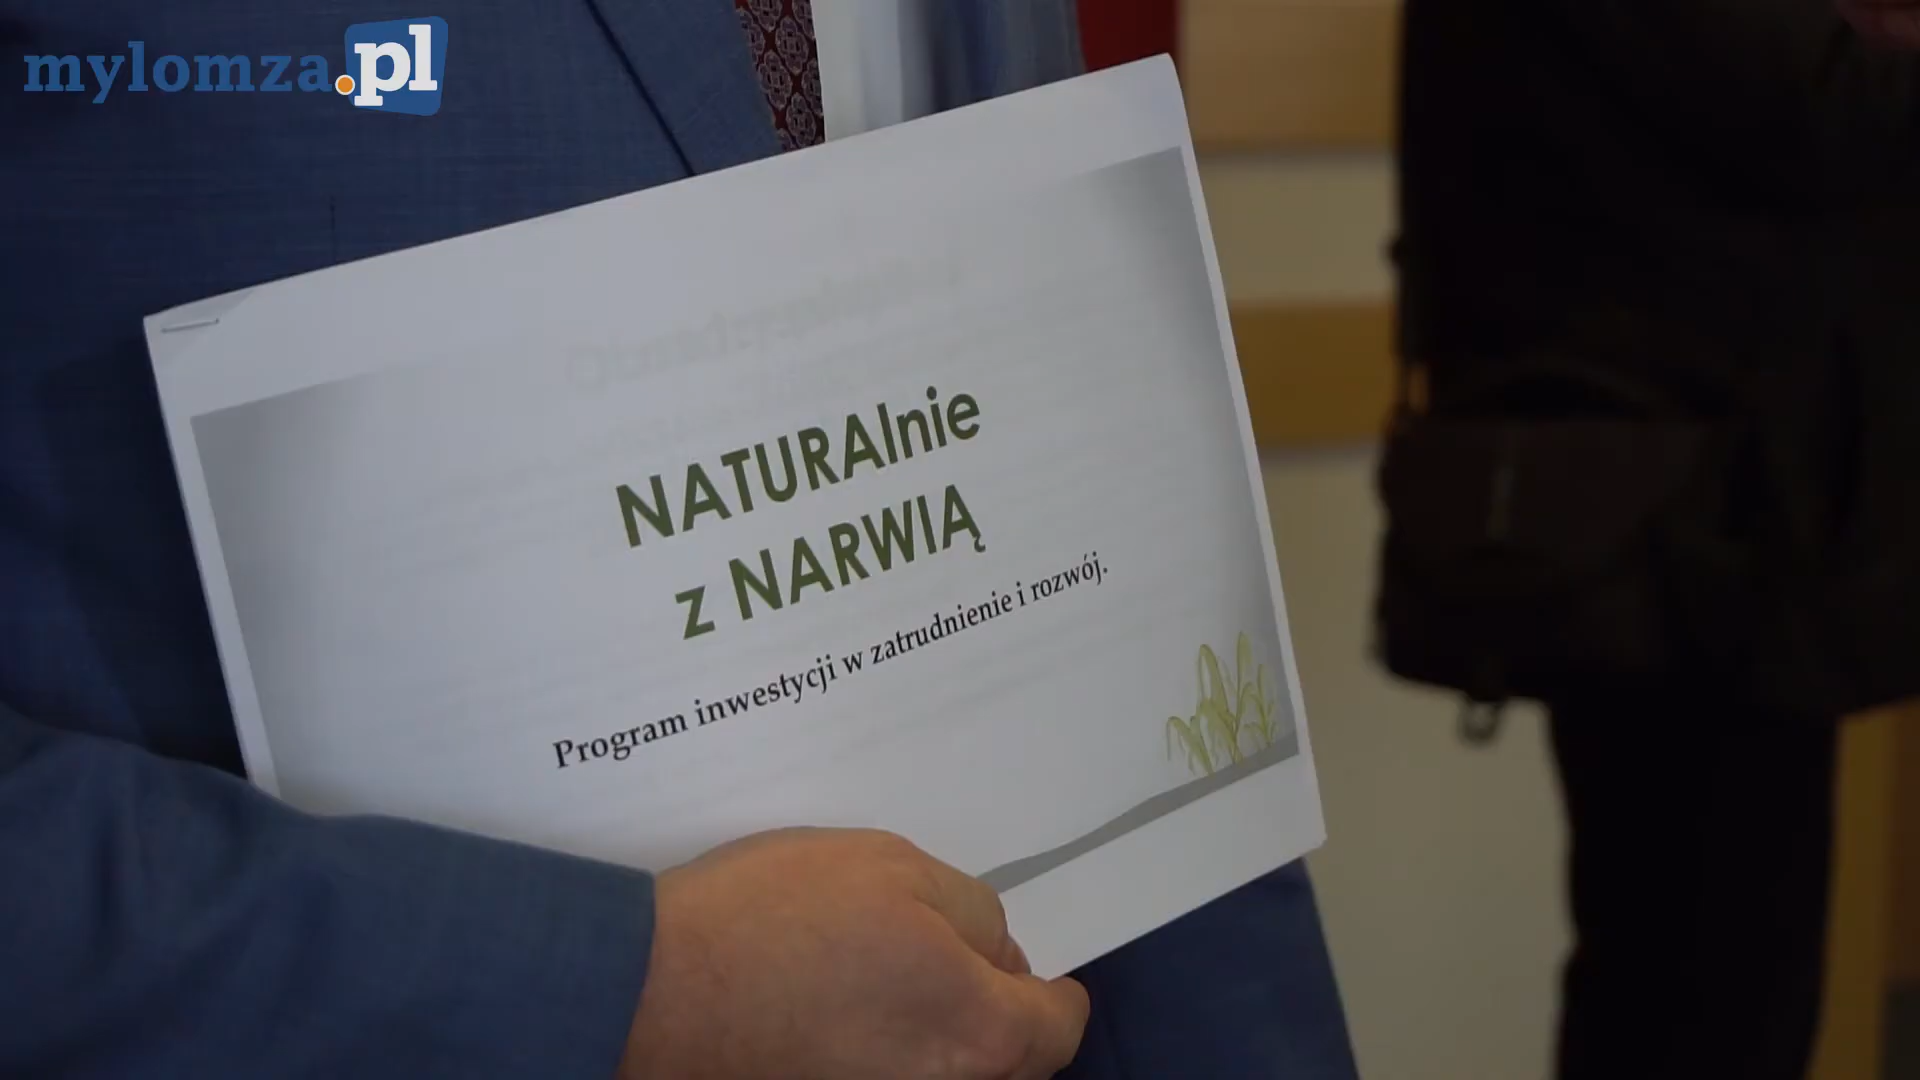 mylomza.pl
NATURAlnie
z NARWIĄ
Program inwestycji w zatrudnienie i rozwój.